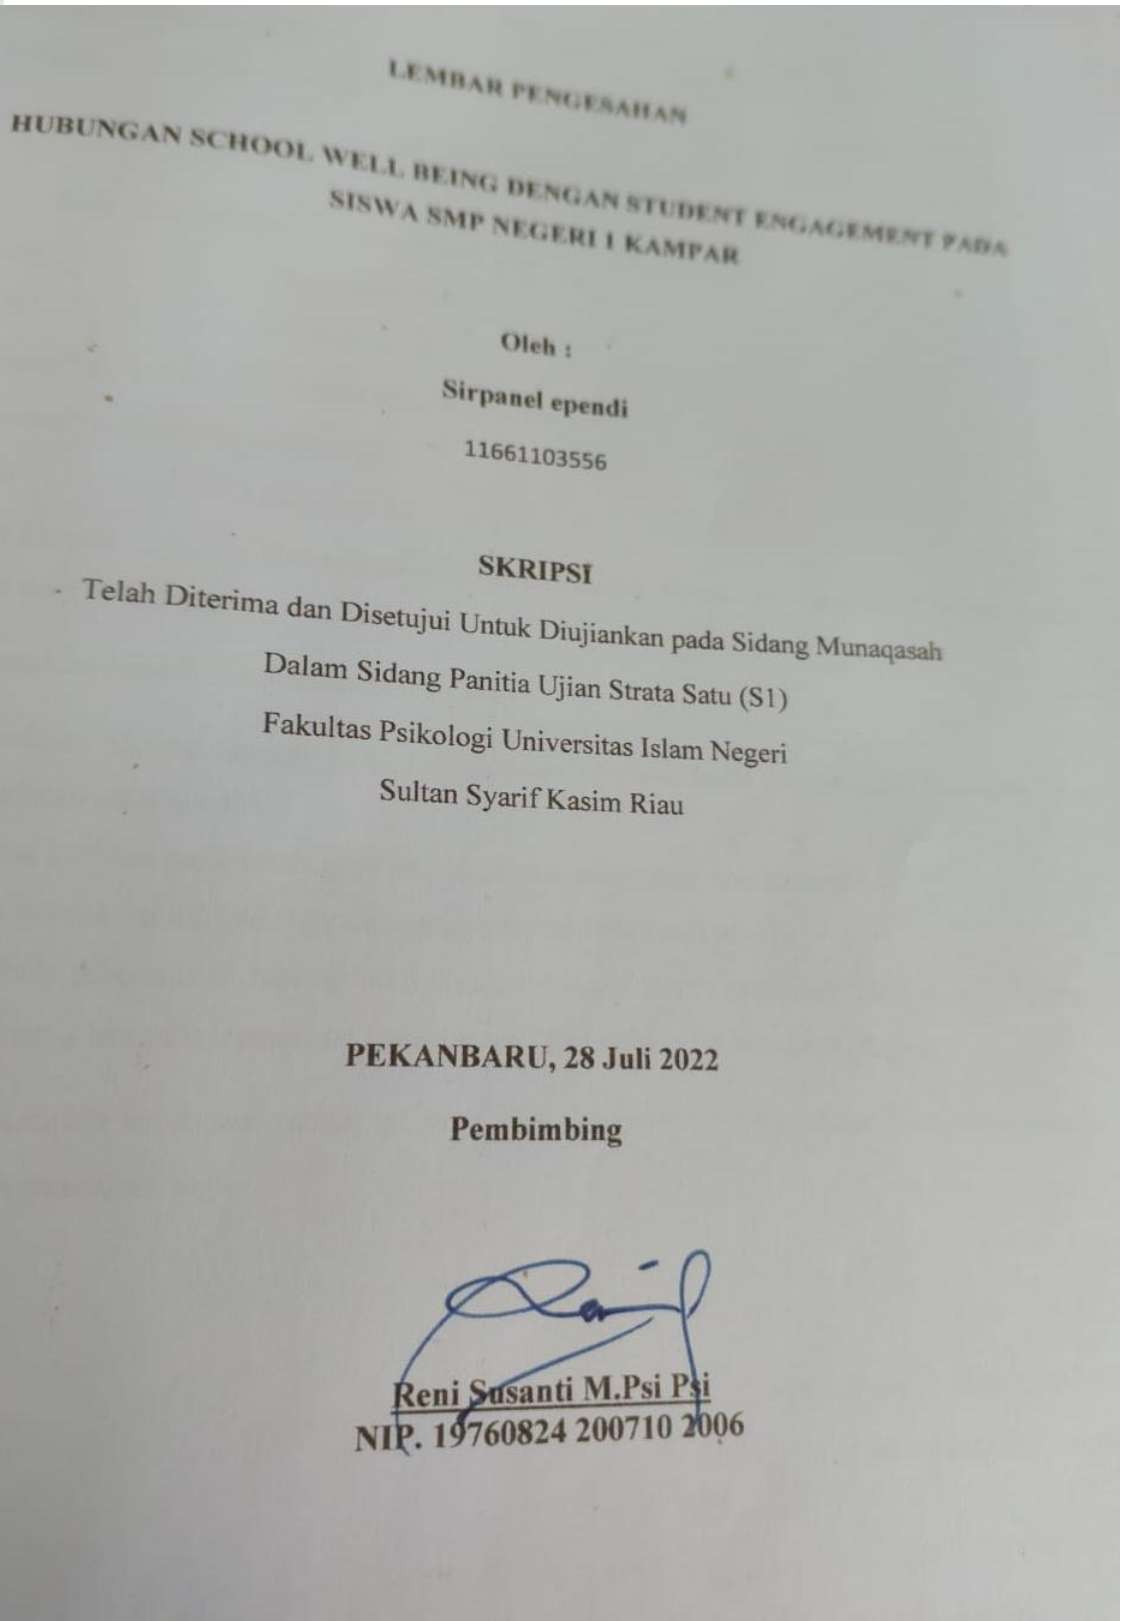 LEMBAR PENGESAHAN
HUBUNGAN SCHOOL WELL BEING DENGAN STUDENT ENGAGEMENT PADA
SISWA SMP NEGERI 1 KAMPAR
Oleh :
Sirpanel ependi
11661103556
SKRIPSI
Telah Diterima dan Disetujui Untuk Diujiankan pada Sidang Munaqasah
Dalam Sidang Panitia Ujian Strata Satu (S1)
Fakultas Psikologi Universitas Islam Negeri
Sultan Syarif Kasim Riau
PEKANBARU, 28 Juli 2022
Pembimbing
Reni Susanti M.Psi Psi
NIP. 19760824 200710 2006